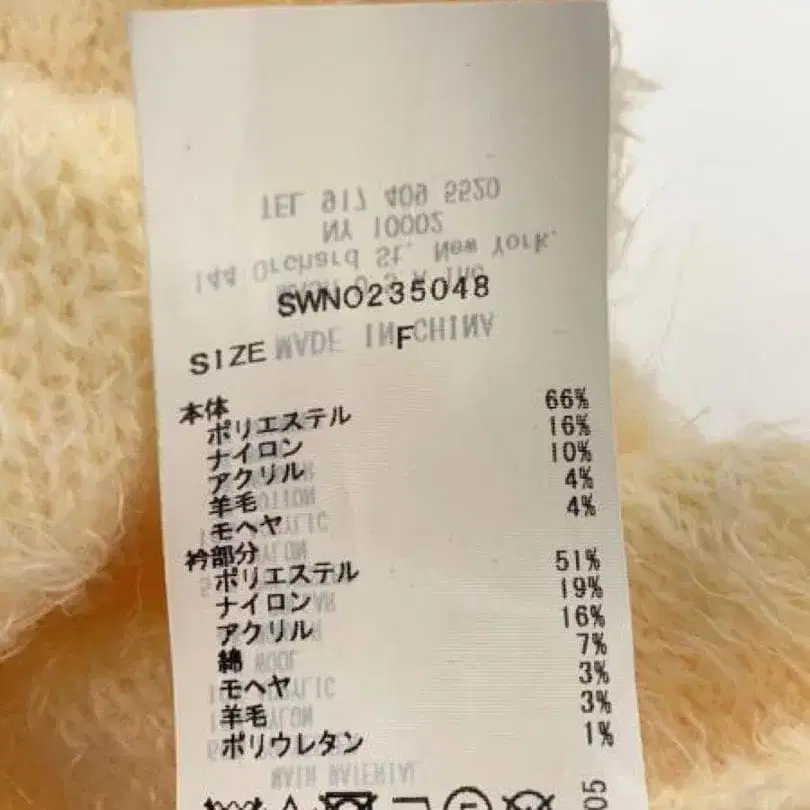 TEL 917 409 5520
NY 10002
144 Orchard St. New York.
SWNO235048
MADE IN CHINA
SIZE F
本体
ポリエステル 66%
ナイロン 16%
アクリル 10%
羊毛 4%
モヘヤ 4%
衿部分
ポリエステル 51%
ナイロン 19%
アクリル 16%
綿 7%
モヘヤ 3%
羊毛 3%
ポリウレタン 1%
MAIN MATERIAL
05